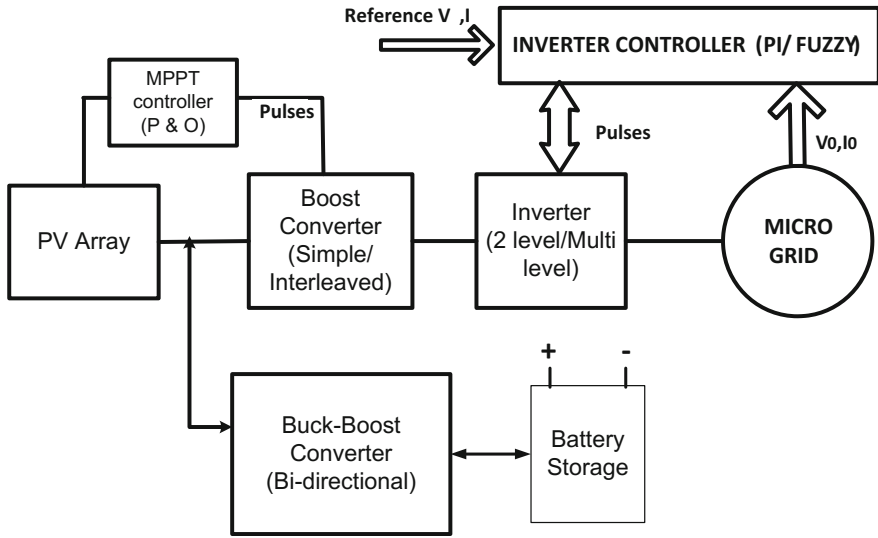 Reference V ,I
INVERTER CONTROLLER (PI/ FUZZY)
MPPT
controller
(P & O)
Pulses
Pulses
V0,I0
PV Array
Boost
Converter
(Simple/
Interleaved)
Inverter
(2 level/Multi
level)
MICRO
GRID
+ -
Buck-Boost
Converter
(Bi-directional)
Battery
Storage